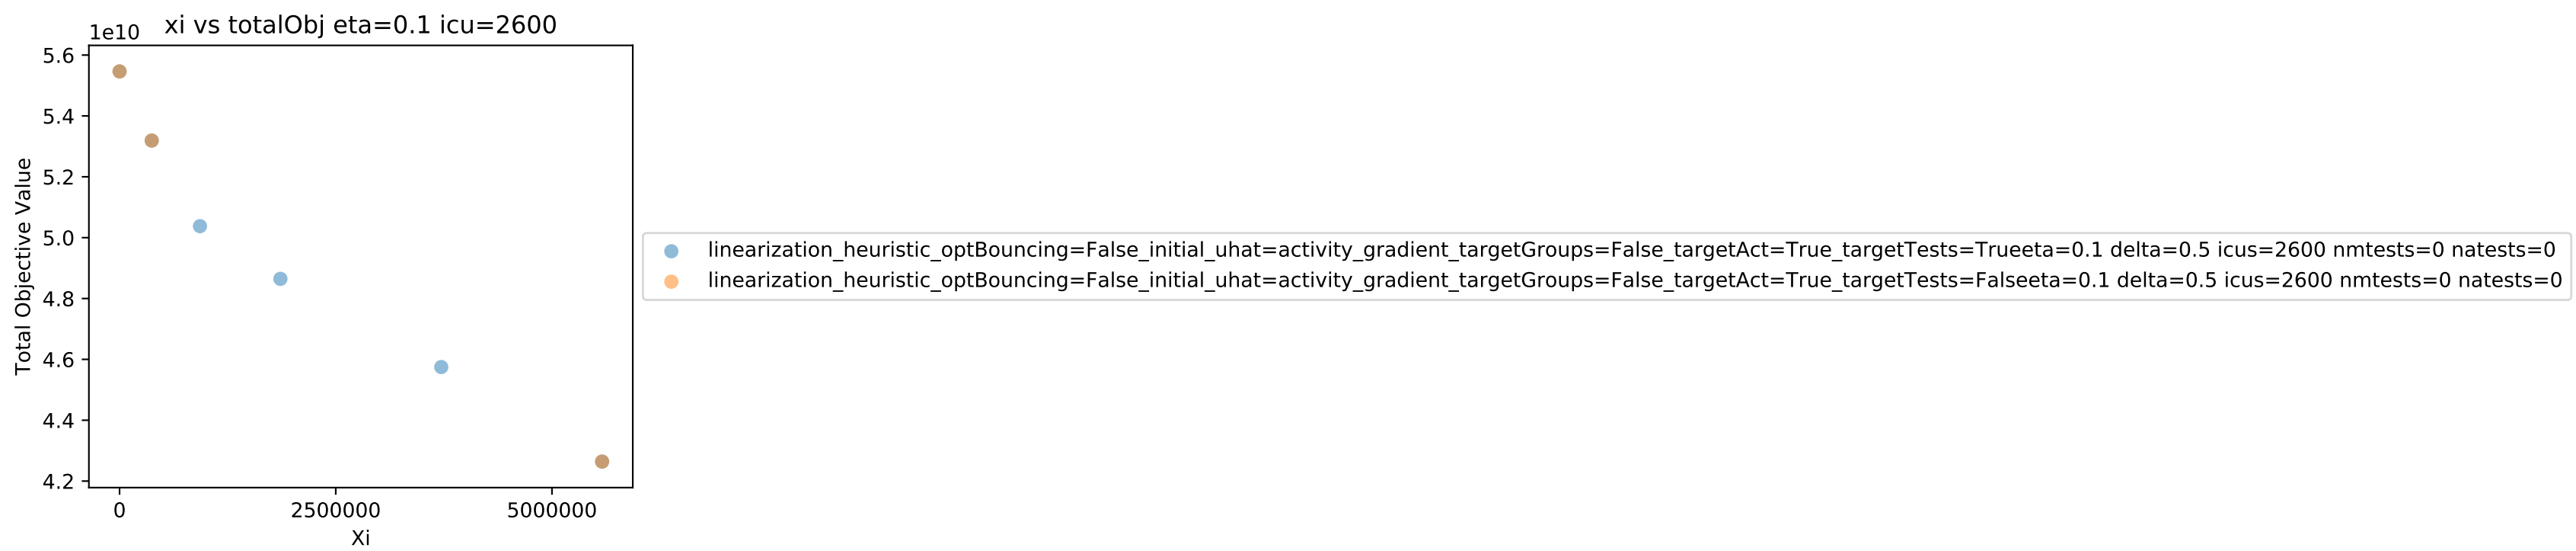 xi vs totalObj eta=0.1 icu=2600
1e10
5.6
5.4
5.2
5.0
4.8
4.6
4.4
4.2
Total Objective Value
0 2500000 5000000
Xi
linearization_heuristic_optBouncing=False_initial_uhat=activity_gradient_targetGroups=False_targetAct=True_targetTests=Trueeta=0.1 delta=0.5 icus=2600 nmtests=0 natests=0
linearization_heuristic_optBouncing=False_initial_uhat=activity_gradient_targetGroups=False_targetAct=True_targetTests=Falseeta=0.1 delta=0.5 icus=2600 nmtests=0 natests=0